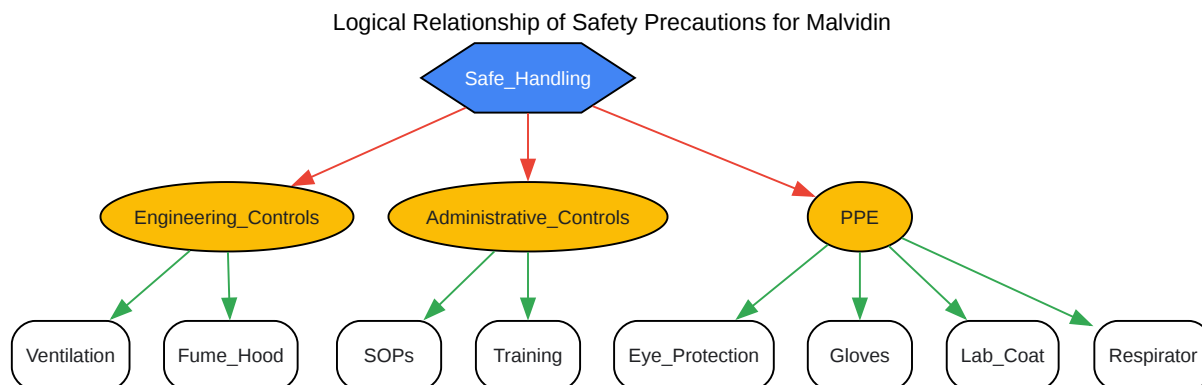 Logical Relationship of Safety Precautions for Malvidin
Safe_Handling
Engineering_Controls
Administrative_Controls
PPE
Ventilation
Fume_Hood
SOPs
Training
Eye_Protection
Gloves
Lab_Coat
Respirator